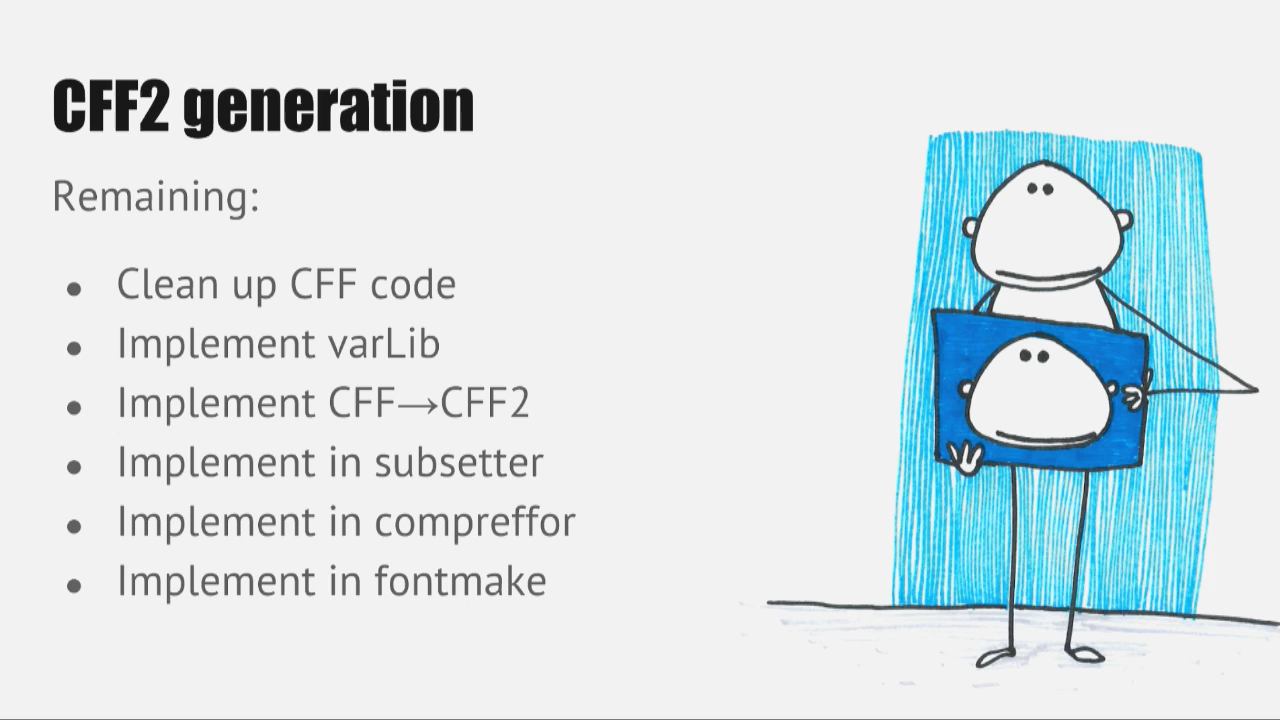 CFF2 generation
Remaining:
● Clean up CFF code
● Implement varLib
● Implement CFF→CFF2
● Implement in subsetter
● Implement in compreffor
● Implement in fontmake